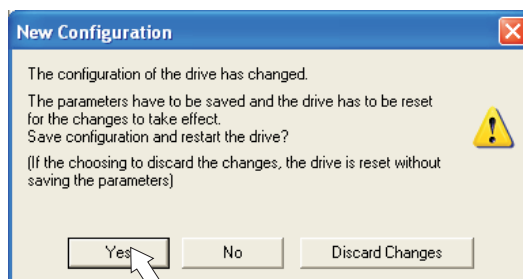 New Configuration
The configuration of the drive has changed.
The parameters have to be saved and the drive has to be reset
for the changes to take effect.
Save configuration and restart the drive?
(If the choosing to discard the changes, the drive is reset without
saving the parameters)
Yes No Discard Changes